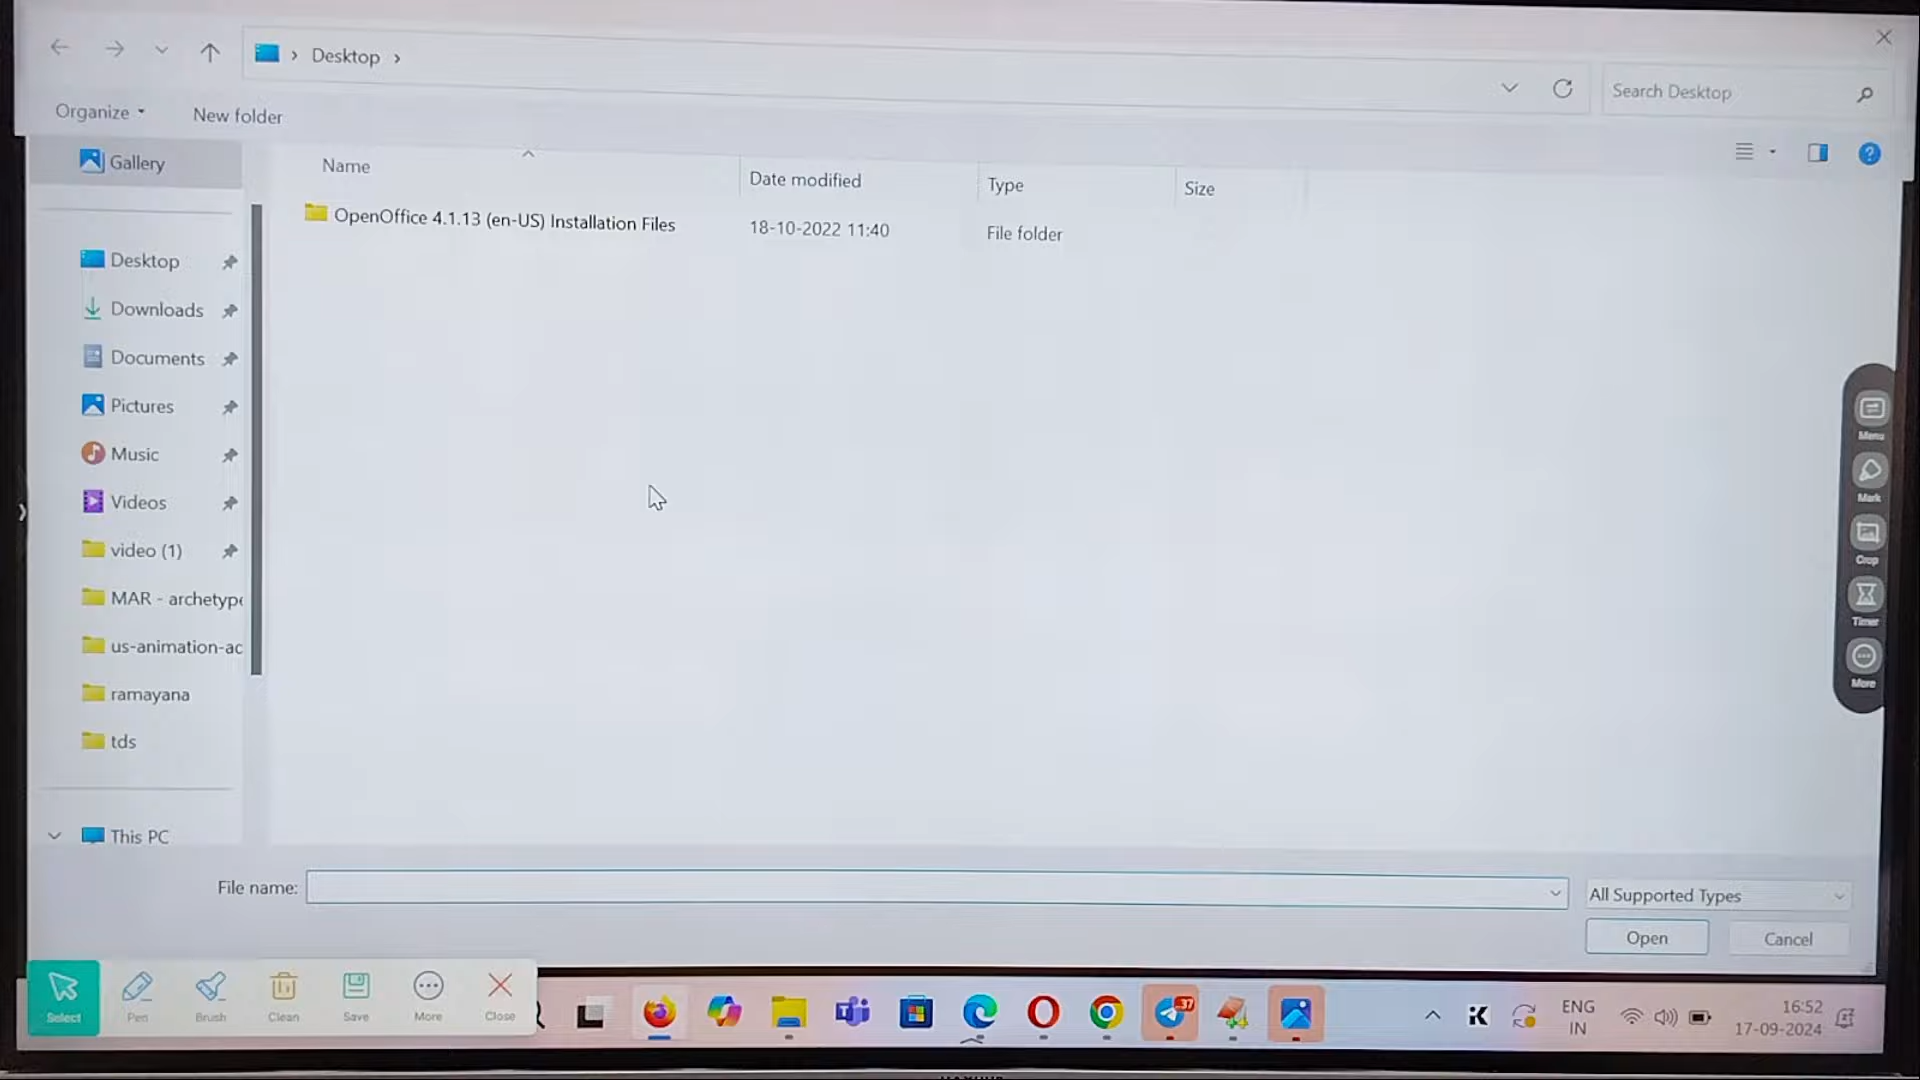 Desktop
Search Desktop
Organize
New folder
Gallery
Name
Date modified
Type
Size
OpenOffice 4.1.13 (en-US) Installation Files
18-10-2022 11:40
File folder
Desktop
Downloads
Documents
Pictures
Music
Videos
video (1)
MAR - archetype
us-animation-ac
ramayana
tds
This PC
Menu
Mark
Crop
Timer
More
File name:
All Supported Types
Open
Cancel
Select
Pen
Brush
Clean
Save
More
Close
37
ENG
IN
16:52
17-09-2024